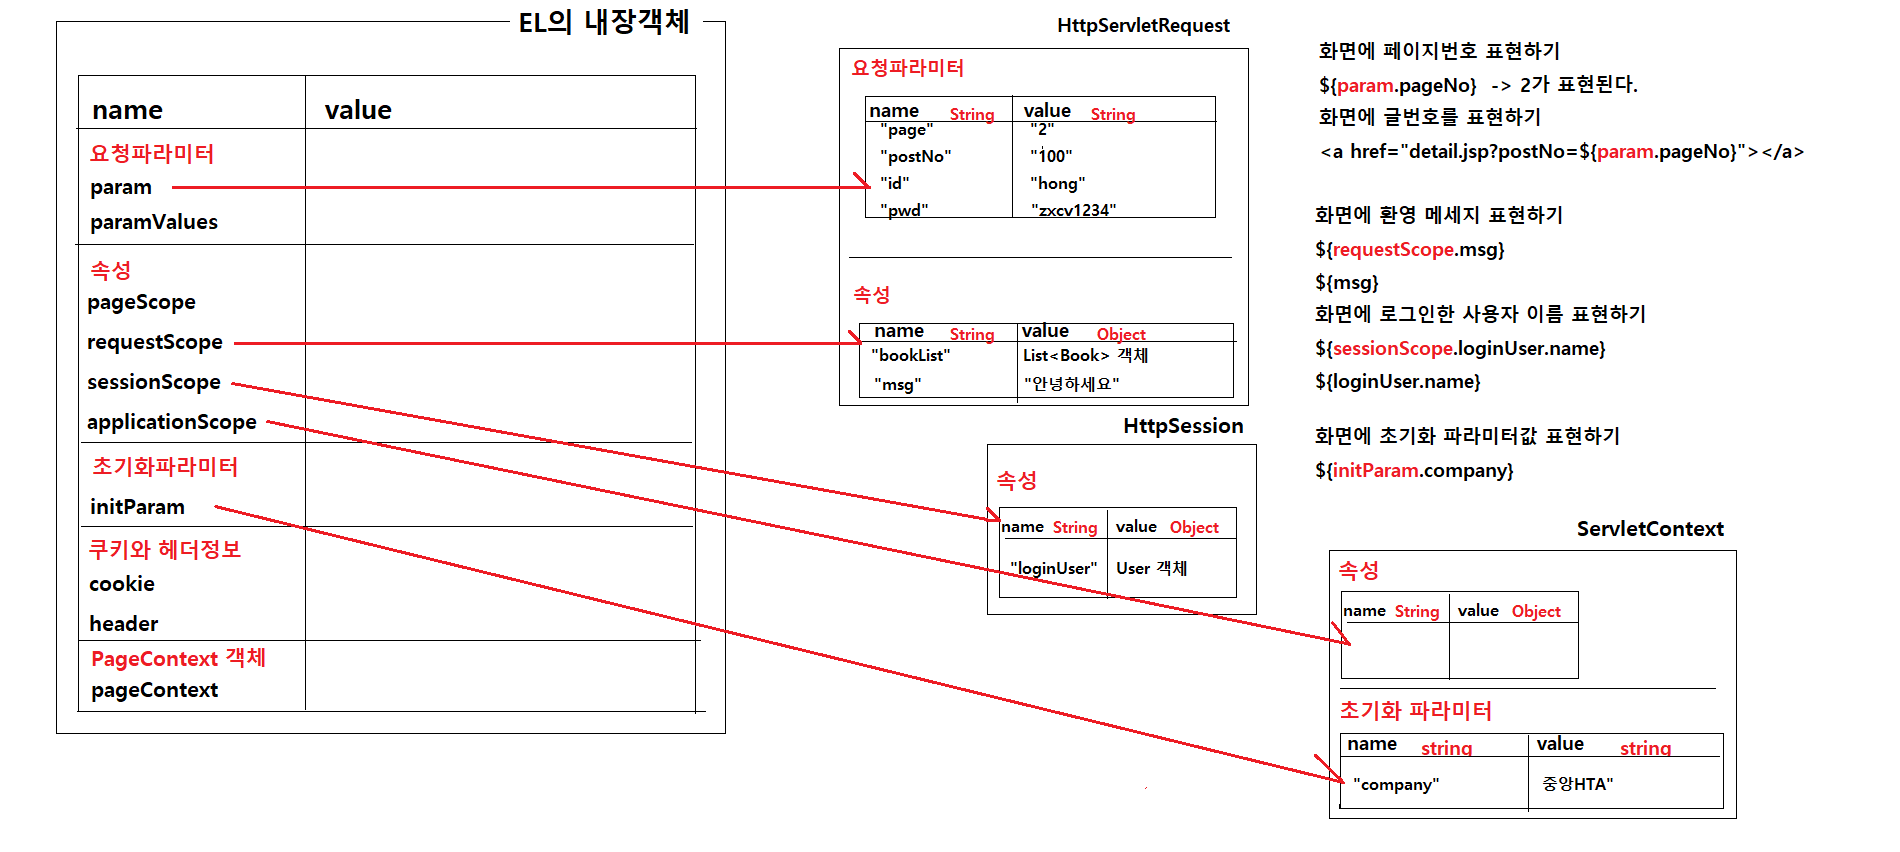 EL의 내장객체
name value
요청파라미터
param
paramValues
속성
pageScope
requestScope
sessionScope
applicationScope
초기화파라미터
initParam
쿠키와 헤더정보
cookie
header
PageContext 객체
pageContext
HttpServletRequest
요청파라미터
name String value String
"page" "2"
"postNo" "100"
"id" "hong"
"pwd" "zxcv1234"
속성
name String value Object
"bookList" List<Book> 객체
"msg" "안녕하세요"
HttpSession
속성
name String value Object
"loginUser" User 객체
화면에 페이지번호 표현하기
${param.pageNo} -> 2가 표현된다.
화면에 글번호를 표현하기
<a href="detail.jsp?postNo=${param.pageNo}"></a>
화면에 환영 메세지 표현하기
${requestScope.msg}
${msg}
화면에 로그인한 사용자 이름 표현하기
${sessionScope.loginUser.name}
${loginUser.name}
화면에 초기화 파라미터값 표현하기
${initParam.company}
ServletContext
속성
name String value Object
초기화 파라미터
name string value string
"company" 중앙HTA"